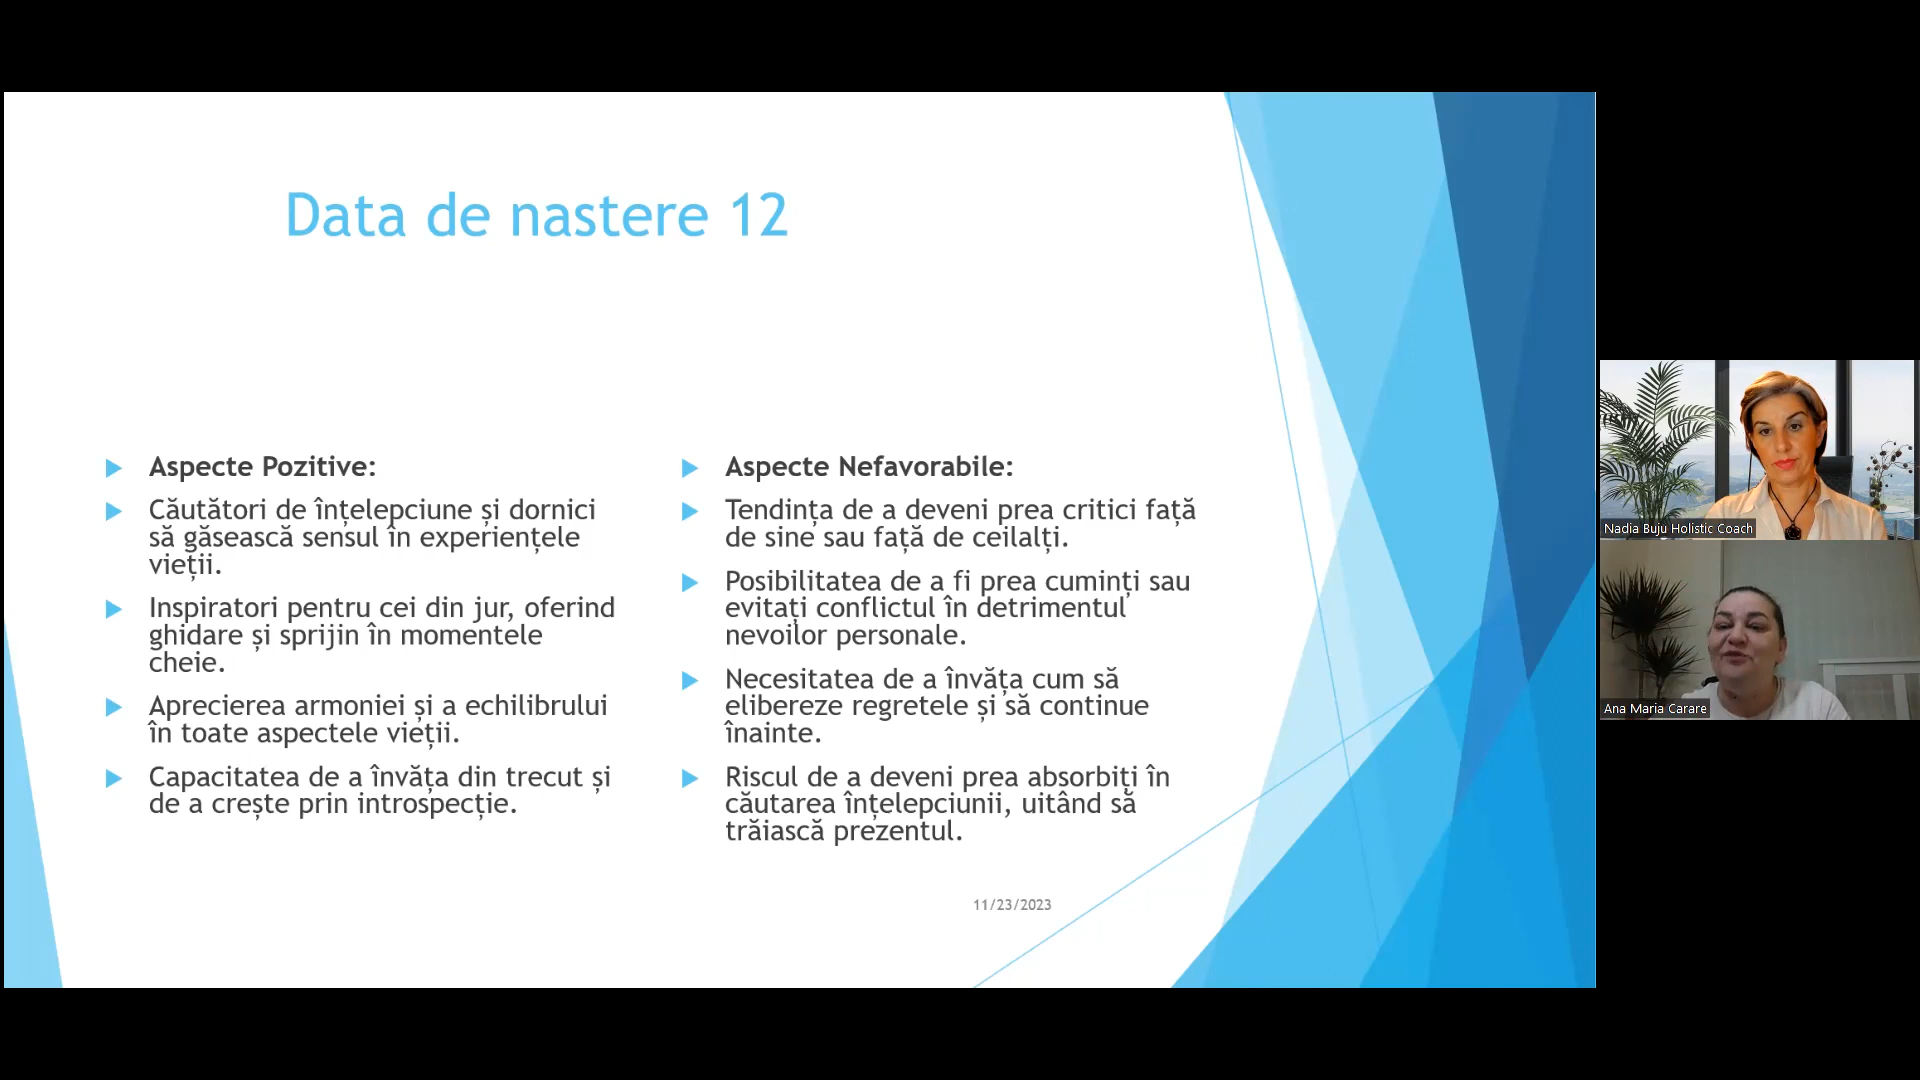 Data de nastere 12
Aspecte Pozitive:
Căutători de înțelepciune și dornici
să găsească sensul în experiențele
vieții.
Inspiratori pentru cei din jur, oferind
ghidare și sprijin în momentele
cheie.
Aprecierea armoniei și a echilibrului
în toate aspectele vieții.
Capacitatea de a învăța din trecut și
de a crește prin introspecție.
Aspecte Nefavorabile:
Tendința de a deveni prea critici față
de sine sau față de ceilalți.
Posibilitatea de a fi prea cuminți sau
evitați conflictul în detrimentul
nevoilor personale.
Necesitatea de a învăța cum să
elibereze regretele și să continue
înainte.
Riscul de a deveni prea absorbiți în
căutarea înțelepciunii, uitând să
trăiască prezentul.
11/23/2023
Nadia Buju Holistic Coach
Ana Maria Carare